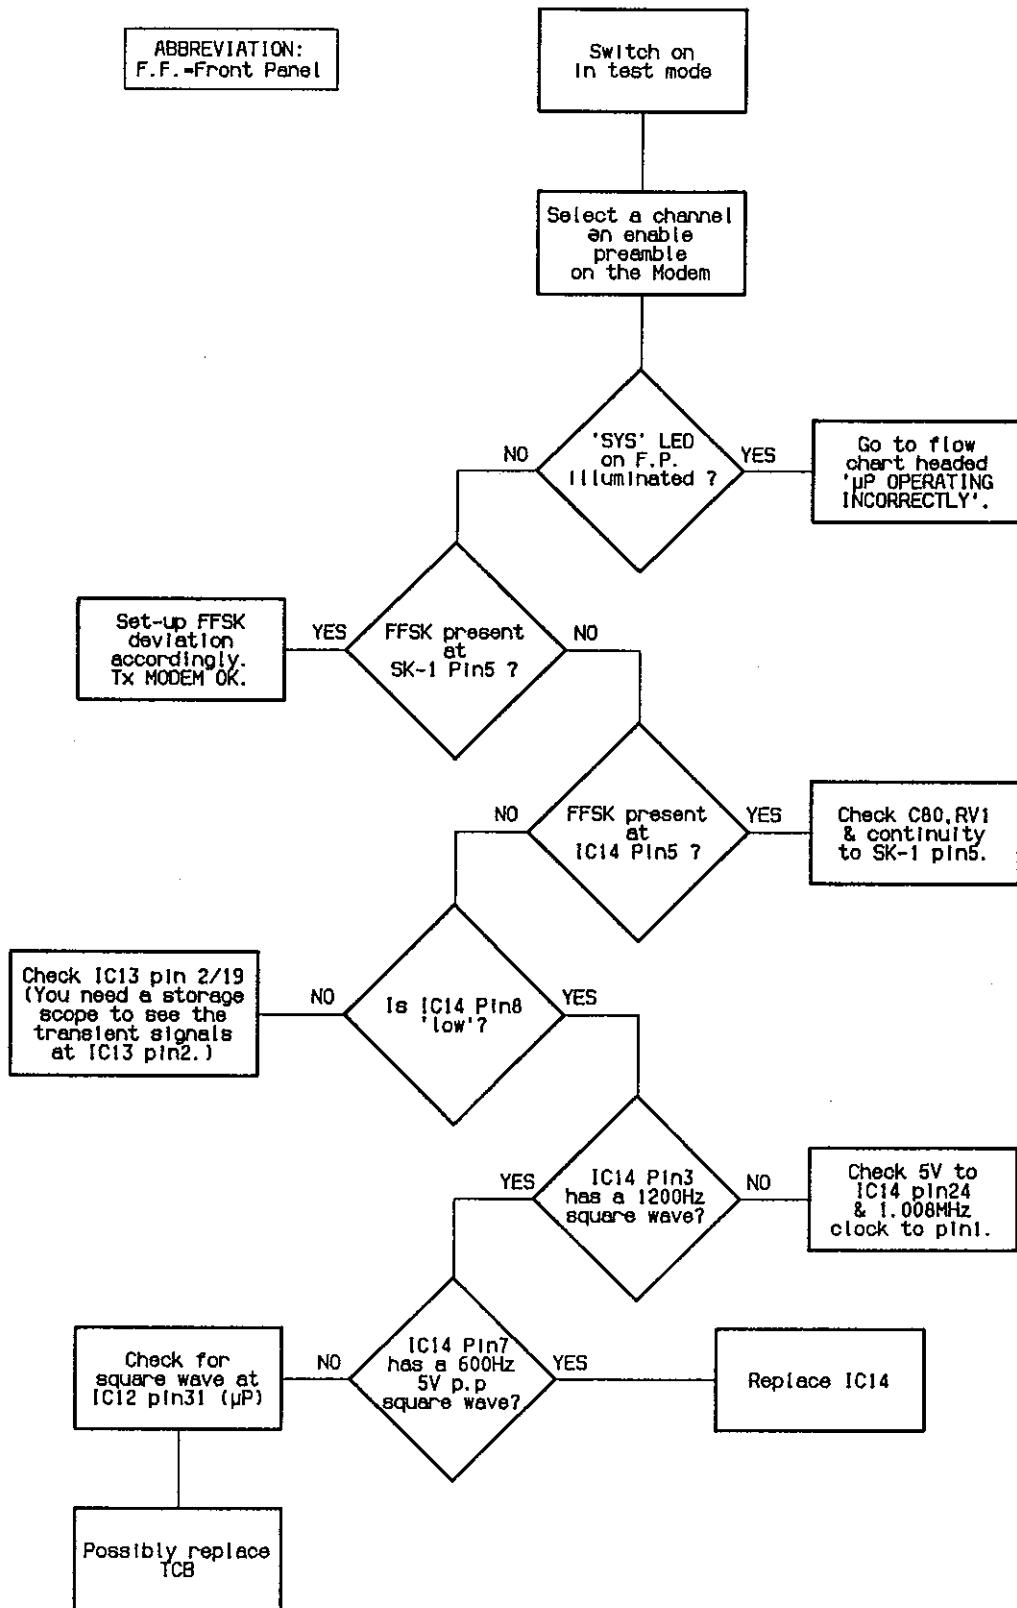 ABBREVIATION:
F.F.=Front Panel
Switch on
in test mode
Select a channel
an enable
preamble
on the Modem
'SYS' LED
on F.P.
illuminated ?
NO
YES
Go to flow
chart headed
'µP OPERATING
INCORRECTLY'.
FFSK present
at
SK-1 Pin5 ?
YES
NO
Set-up FFSK
deviation
accordingly.
Tx MODEM OK.
FFSK present
at
IC14 Pin5 ?
NO
YES
Check C80,RV1
& continuity
to SK-1 pin5.
Is IC14 Pin8
'low'?
NO
YES
Check IC13 pin 2/19
(You need a storage
scope to see the
transient signals
at IC13 pin2.)
IC14 Pin3
has a 1200Hz
square wave?
YES
NO
Check 5V to
IC14 pin24
& 1.008MHz
clock to pin1.
IC14 Pin7
has a 600Hz
5V p.p
square wave?
NO
YES
Check for
square wave at
IC12 pin31 (µP)
Replace IC14
Possibly replace
TCB